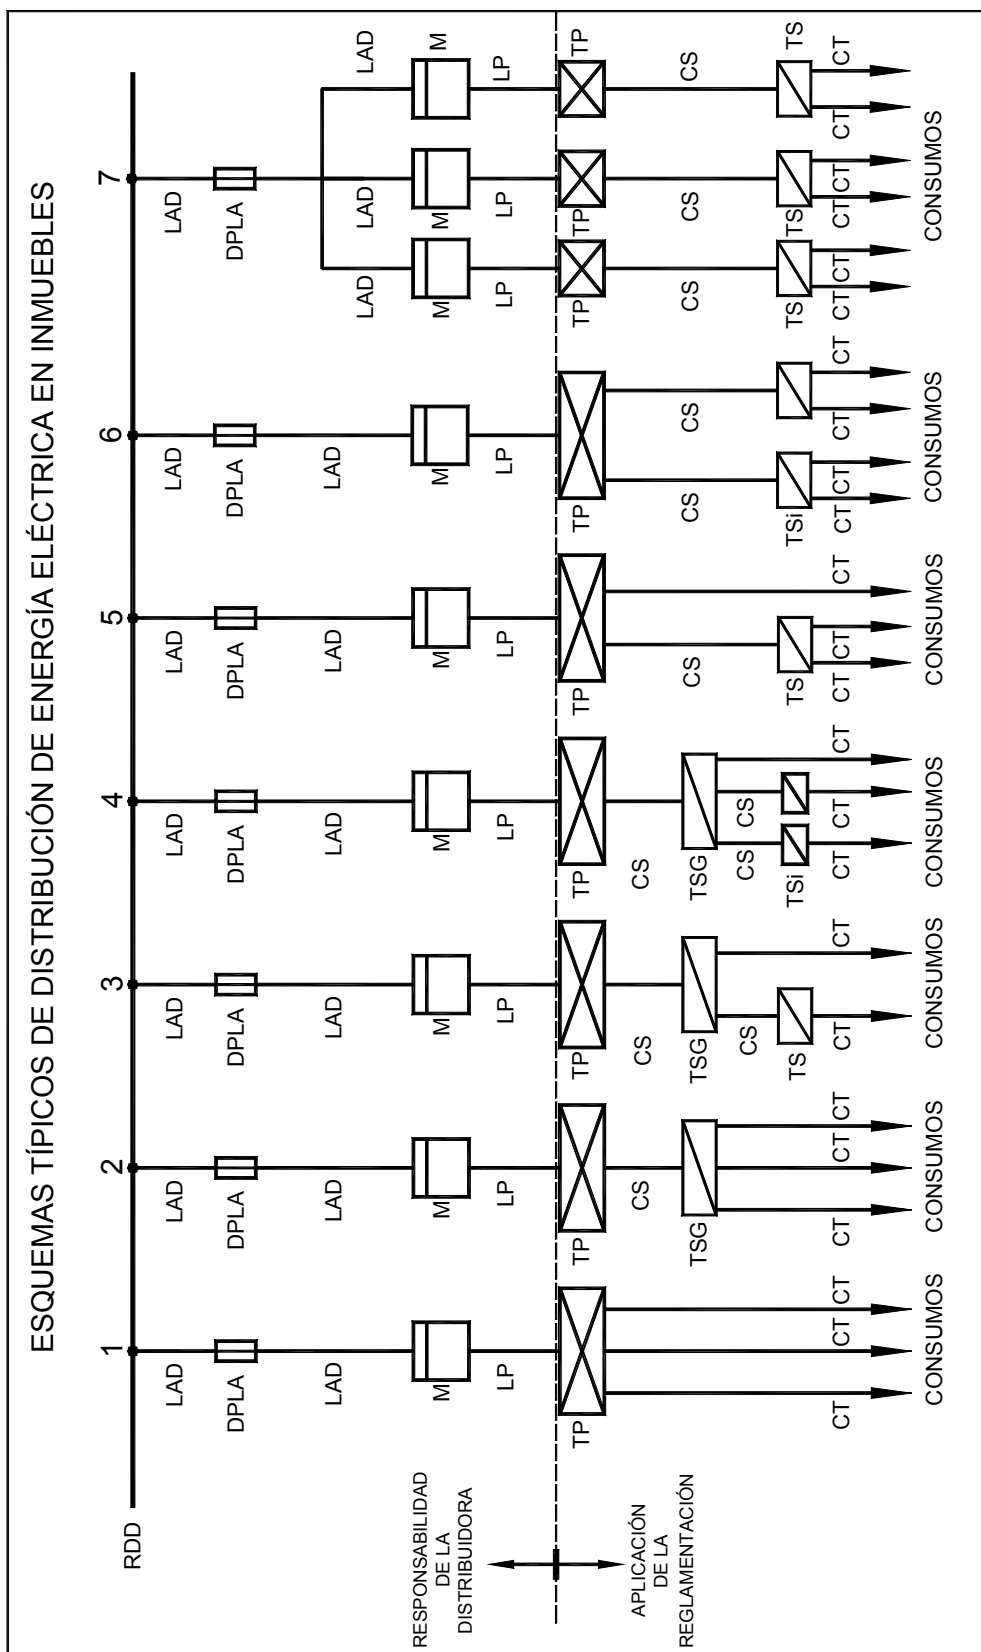 ESQUEMAS TÍPICOS DE DISTRIBUCIÓN DE ENERGÍA ELÉCTRICA EN INMUEBLES
1 2 3 4 5 6 7
RDD
LAD LAD LAD LAD LAD LAD LAD
DPLA DPLA DPLA DPLA DPLA DPLA DPLA
LAD LAD LAD LAD LAD LAD LAD LAD LAD
M M M M M M M M M
LP LP LP LP LP LP LP LP LP
RESPONSABILIDAD
DE LA
DISTRIBUIDORA
TP TP TP TP TP TP TP TP TP
APLICACIÓN
DE LA
REGLAMENTACIÓN
CS CS CS
CS CS CS CS CS CS
TSG TSG TSG
CS CS CS
TS TSi TS TSi TS TS TS
CT CT CT CT CT CT CT CT CT CT CT CT CT CT CT CT CT CT CT CT CT CT CT CT
CONSUMOS CONSUMOS CONSUMOS CONSUMOS CONSUMOS CONSUMOS CONSUMOS